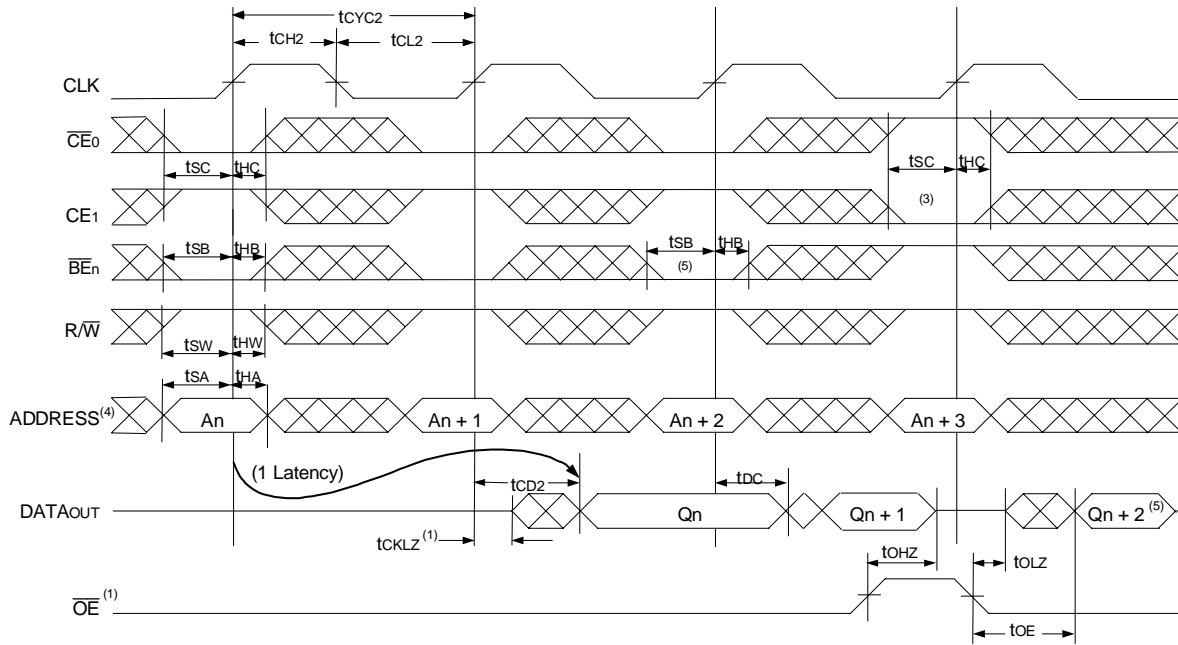 tCYC2
tCH2
tCL2
CLK
CE0
tSC
tHC
tSC
tHC
(3)
CE1
tSB
tHB
tSB
tHB
(5)
BEn
R/W
tSW
tHW
tSA
tHA
ADDRESS(4)
An
An + 1
An + 2
An + 3
(1 Latency)
tCD2
tDC
DATAOUT
Qn
Qn + 1
Qn + 2 (5)
tCKLZ (1)
tOHZ
tOLZ
OE (1)
tOE